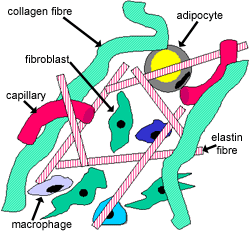 collagen fibre
adipocyte
fibroblast
capillary
elastin
fibre
macrophage